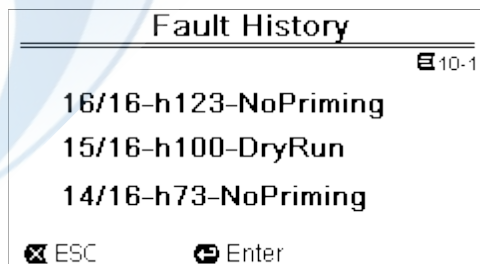 Fault History
10-1
16/16-h123-NoPriming
15/16-h100-DryRun
14/16-h73-NoPriming
ESC Enter